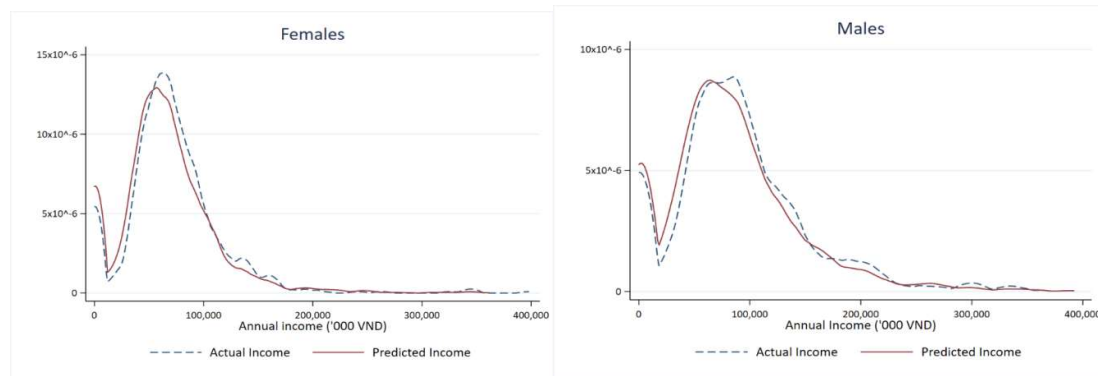 Females
15x10^-6
10x10^-6
5x10^-6
0
0 100,000 200,000 300,000 400,000
Annual income ('000 VND)
Actual Income Predicted Income
Males
10x10^-6
5x10^-6
0
0 100,000 200,000 300,000 400,000
Annual Income ('000 VND)
Actual Income Predicted Income